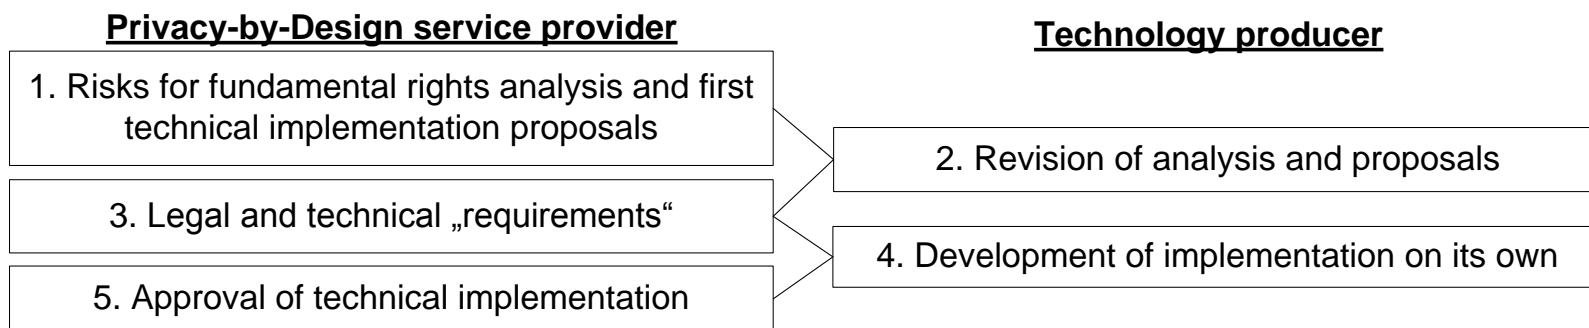 Privacy-by-Design service provider
Technology producer
1. Risks for fundamental rights analysis and first
technical implementation proposals
2. Revision of analysis and proposals
3. Legal and technical „requirements“
4. Development of implementation on its own
5. Approval of technical implementation